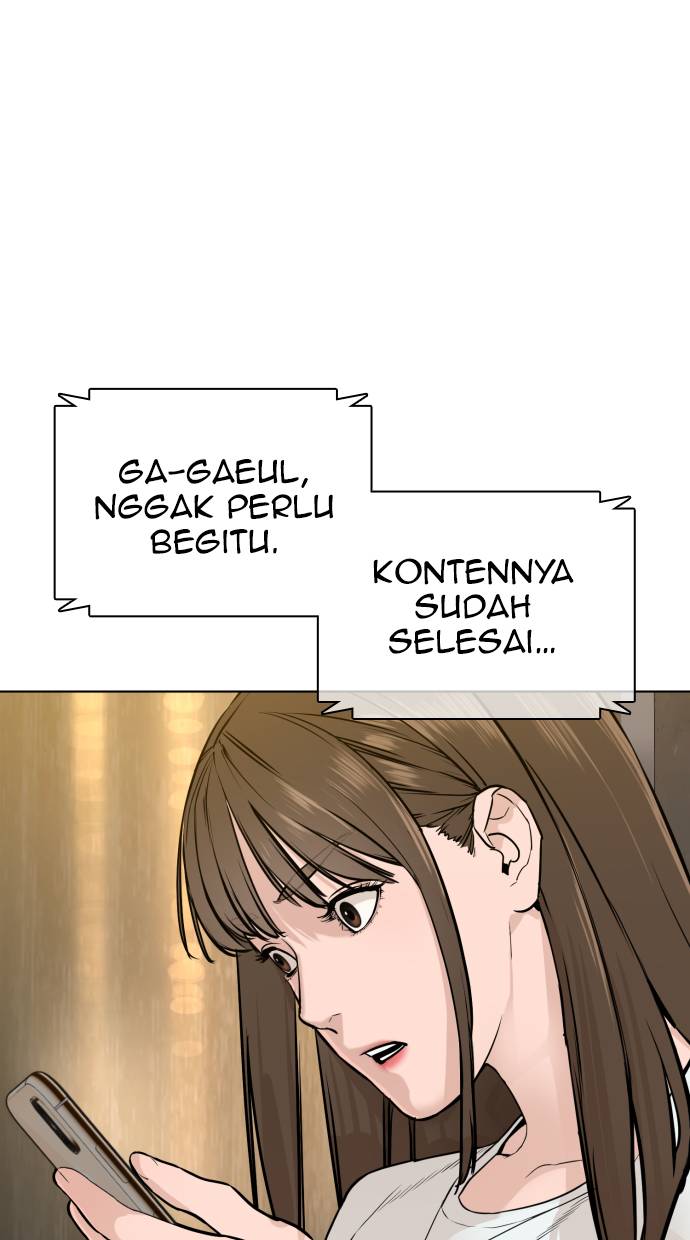 GA-GAEUL,
NGGAK PERLU
BEGITU.
KONTENNYA
SUDAH
SELESAI...